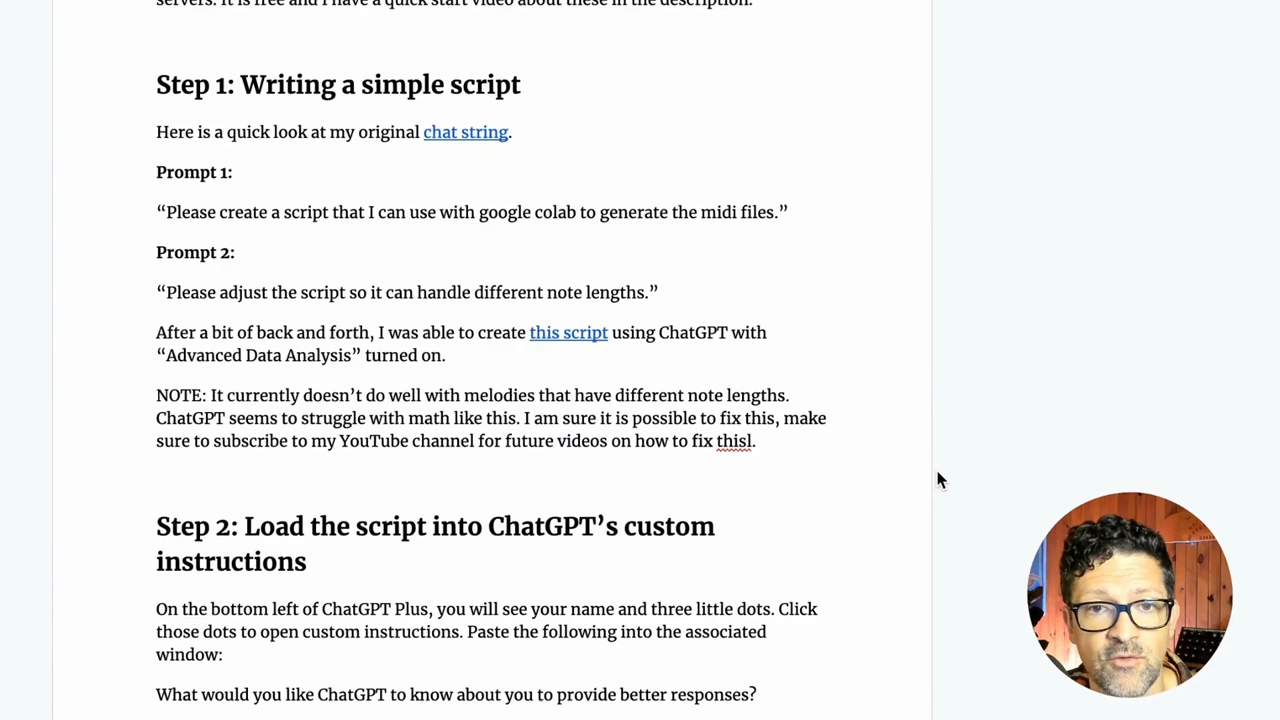 servers. It is free and I have a quick start video about these in the description.
Step 1: Writing a simple script
Here is a quick look at my original chat string.
Prompt 1:
“Please create a script that I can use with google colab to generate the midi files.”
Prompt 2:
“Please adjust the script so it can handle different note lengths.”
After a bit of back and forth, I was able to create this script using ChatGPT with
“Advanced Data Analysis” turned on.
NOTE: It currently doesn’t do well with melodies that have different note lengths.
ChatGPT seems to struggle with math like this. I am sure it is possible to fix this, make
sure to subscribe to my YouTube channel for future videos on how to fix thisl.
Step 2: Load the script into ChatGPT’s custom
instructions
On the bottom left of ChatGPT Plus, you will see your name and three little dots. Click
those dots to open custom instructions. Paste the following into the associated
window:
What would you like ChatGPT to know about you to provide better responses?